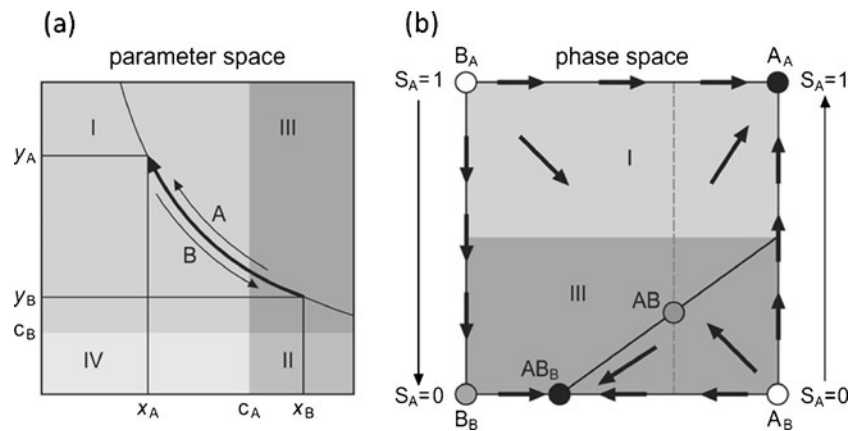 (a)
parameter space
I
III
y_A
A
B
y_B
c_B
IV
II
x_A
c_A
x_B
(b)
B_A
phase space
A_A
S_A=1
S_A=1
I
III
AB
AB_B
S_A=0
S_A=0
B_B
A_B